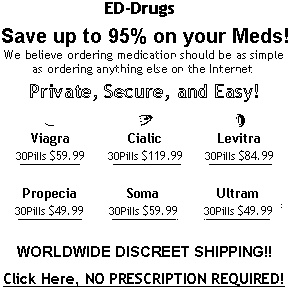 ED-Drugs
Save up to 95% on your Meds!
We believe ordering medication should be as simple
as ordering anything else on the Internet
Private, Secure, and Easy!
Viagra Cialic Levitra
30Pills $59.99 30Pills $119.99 30Pills $84.99
Propecia Soma Ultram
30Pills $49.99 30Pills $59.99 30Pills $49.99
WORLDWIDE DISCREET SHIPPING!!
Click Here, NO PRESCRIPTION REQUIRED!